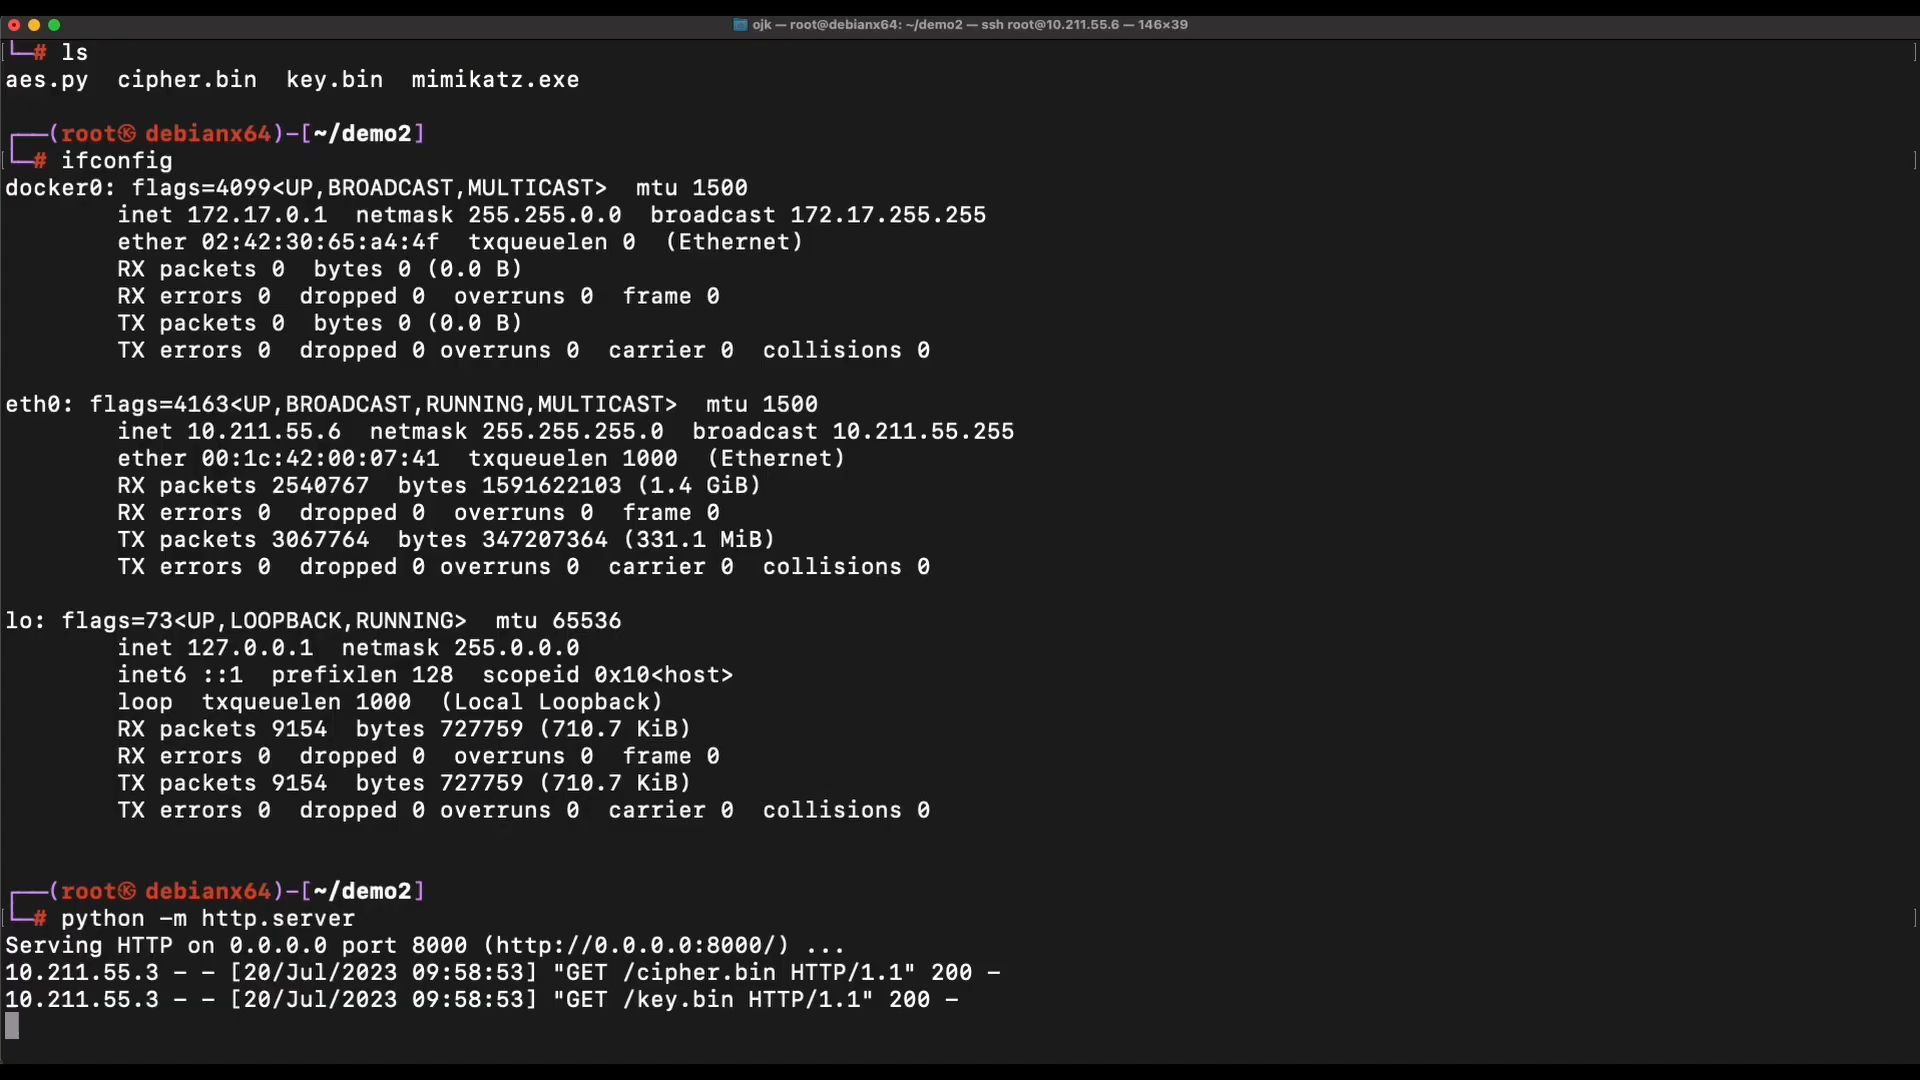 ojk — root@debianx64: ~/demo2 — ssh root@10.211.55.6 — 146×39
└─# ls
aes.py  cipher.bin  key.bin  mimikatz.exe
┌──(root㉿ debianx64)-[~/demo2]
└─# ifconfig
docker0: flags=4099<UP,BROADCAST,MULTICAST>  mtu 1500
        inet 172.17.0.1  netmask 255.255.0.0  broadcast 172.17.255.255
        ether 02:42:30:65:a4:4f  txqueuelen 0  (Ethernet)
        RX packets 0  bytes 0 (0.0 B)
        RX errors 0  dropped 0  overruns 0  frame 0
        TX packets 0  bytes 0 (0.0 B)
        TX errors 0  dropped 0 overruns 0  carrier 0  collisions 0
eth0: flags=4163<UP,BROADCAST,RUNNING,MULTICAST>  mtu 1500
        inet 10.211.55.6  netmask 255.255.255.0  broadcast 10.211.55.255
        ether 00:1c:42:00:07:41  txqueuelen 1000  (Ethernet)
        RX packets 2540767  bytes 1591622103 (1.4 GiB)
        RX errors 0  dropped 0  overruns 0  frame 0
        TX packets 3067764  bytes 347207364 (331.1 MiB)
        TX errors 0  dropped 0 overruns 0  carrier 0  collisions 0
lo: flags=73<UP,LOOPBACK,RUNNING>  mtu 65536
        inet 127.0.0.1  netmask 255.0.0.0
        inet6 ::1  prefixlen 128  scopeid 0x10<host>
        loop  txqueuelen 1000  (Local Loopback)
        RX packets 9154  bytes 727759 (710.7 KiB)
        RX errors 0  dropped 0  overruns 0  frame 0
        TX packets 9154  bytes 727759 (710.7 KiB)
        TX errors 0  dropped 0 overruns 0  carrier 0  collisions 0
┌──(root㉿ debianx64)-[~/demo2]
└─# python -m http.server
Serving HTTP on 0.0.0.0 port 8000 (http://0.0.0.0:8000/) ...
10.211.55.3 - - [20/Jul/2023 09:58:53] "GET /cipher.bin HTTP/1.1" 200 -
10.211.55.3 - - [20/Jul/2023 09:58:53] "GET /key.bin HTTP/1.1" 200 -